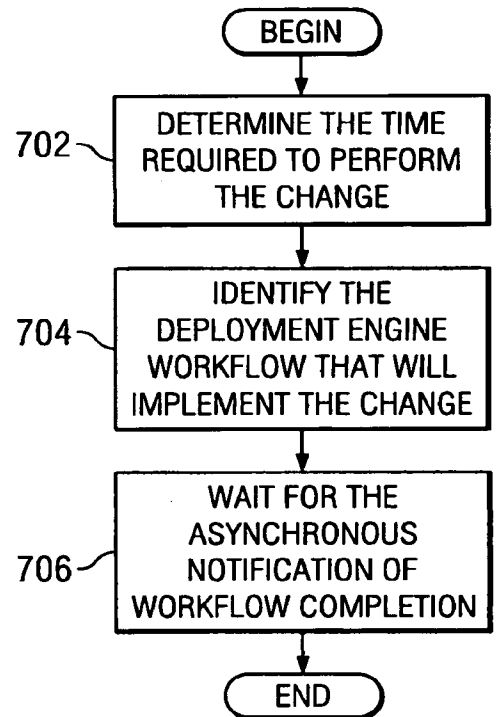 BEGIN
702
DETERMINE THE TIME
REQUIRED TO PERFORM
THE CHANGE
704
IDENTIFY THE
DEPLOYMENT ENGINE
WORKFLOW THAT WILL
IMPLEMENT THE CHANGE
706
WAIT FOR THE
ASYNCHRONOUS
NOTIFICATION OF
WORKFLOW COMPLETION
END